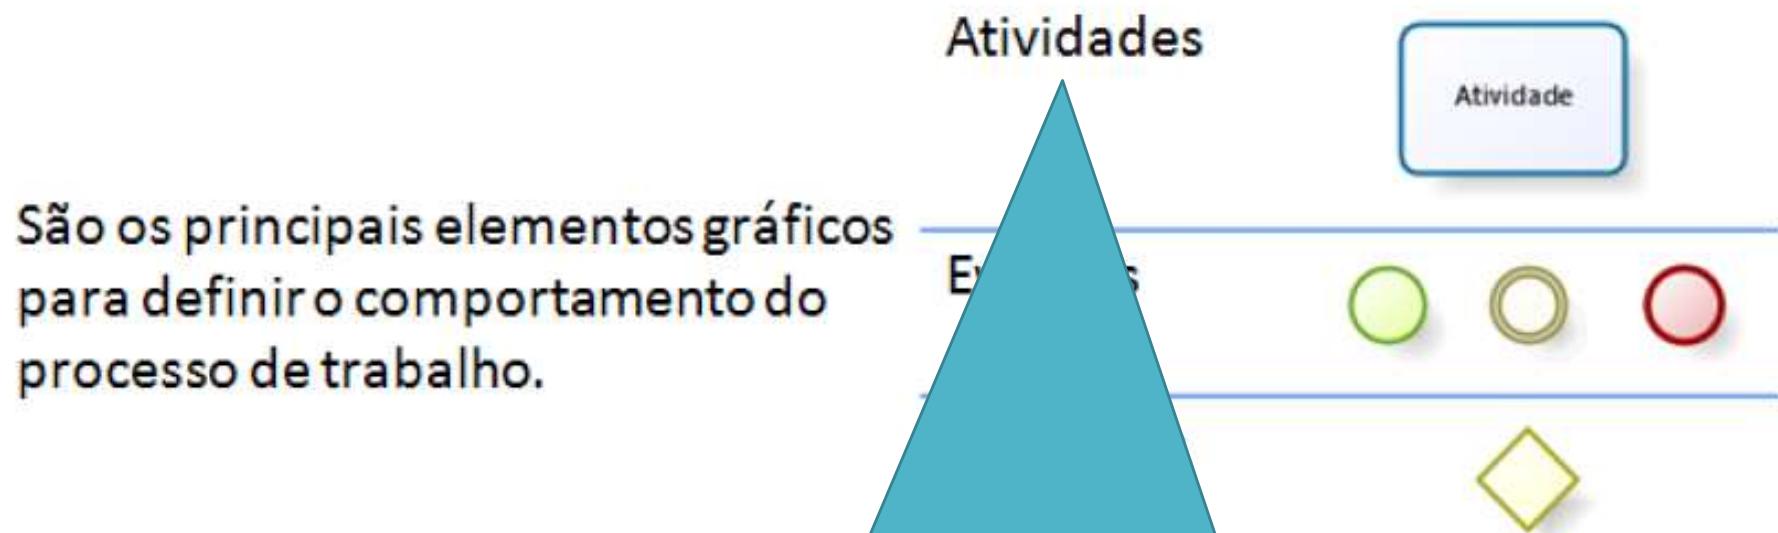 São os principais elementos gráficos
para definir o comportamento do
processo de trabalho.
Atividades
Atividade